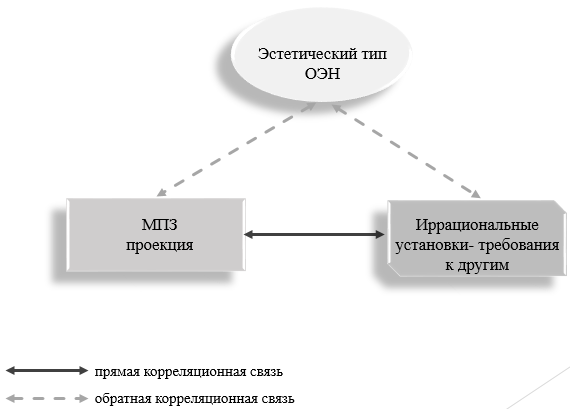 Эстетический тип
ОЭН
МПЗ
проекция
Иррациональные
установки- требования
к другим
прямая корреляционная связь
обратная корреляционная связь